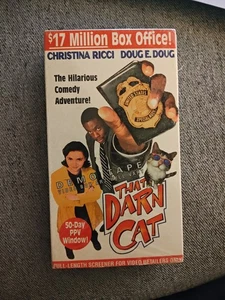 $17 Million Box Office!
CHRISTINA RICCI DOUG E. DOUG
The Hilarious
Comedy
Adventure!
THAT
DARN
CAT
50-Day
PPV
Window!
FULL-LENGTH SCREENER FOR VIDEO RETAILERS ONLY